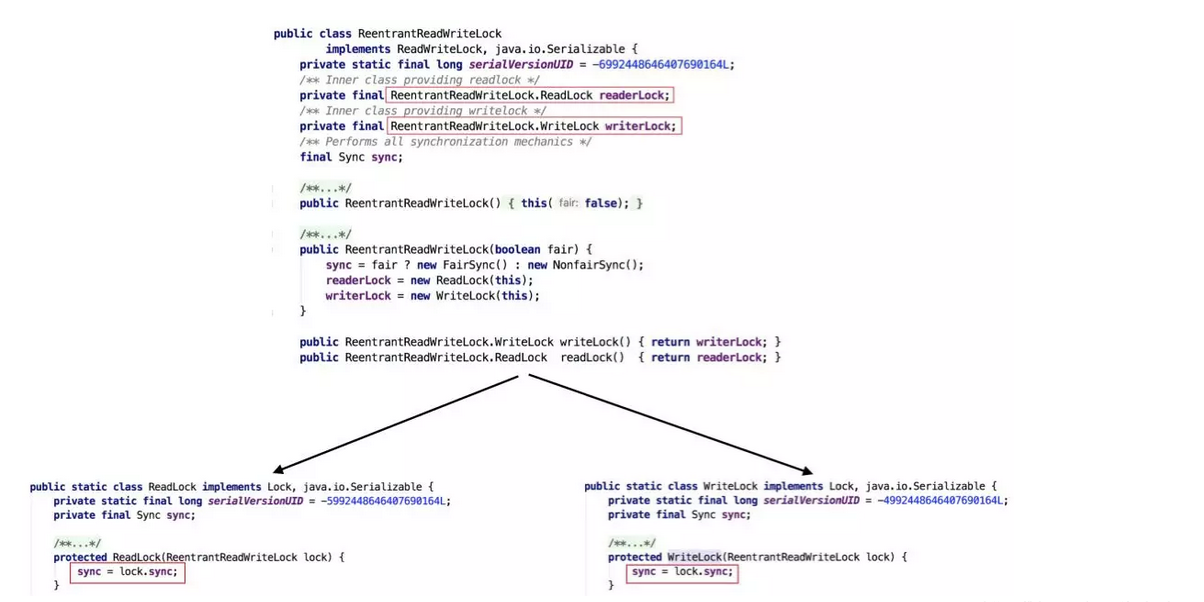 public class ReentrantReadWriteLock
implements ReadWriteLock, java.io.Serializable {
private static final long serialVersionUID = -6992448646407690164L;
/** Inner class providing readlock */
private final ReentrantReadWriteLock.ReadLock readerLock;
/** Inner class providing writelock */
private final ReentrantReadWriteLock.WriteLock writerLock;
/** Performs all synchronization mechanics */
final Sync sync;
/**...*/
public ReentrantReadWriteLock() { this( fair: false); }
/**...*/
public ReentrantReadWriteLock(boolean fair) {
sync = fair ? new FairSync() : new NonfairSync();
readerLock = new ReadLock(this);
writerLock = new WriteLock(this);
}
public ReentrantReadWriteLock.WriteLock writeLock() { return writerLock; }
public ReentrantReadWriteLock.ReadLock readLock() { return readerLock; }
public static class ReadLock implements Lock, java.io.Serializable {
private static final long serialVersionUID = -5992448646407690164L;
private final Sync sync;
/**...*/
protected ReadLock(ReentrantReadWriteLock lock) {
sync = lock.sync;
}
public static class WriteLock implements Lock, java.io.Serializable {
private static final long serialVersionUID = -4992448646407690164L;
private final Sync sync;
/**...*/
protected WriteLock(ReentrantReadWriteLock lock) {
sync = lock.sync;
}